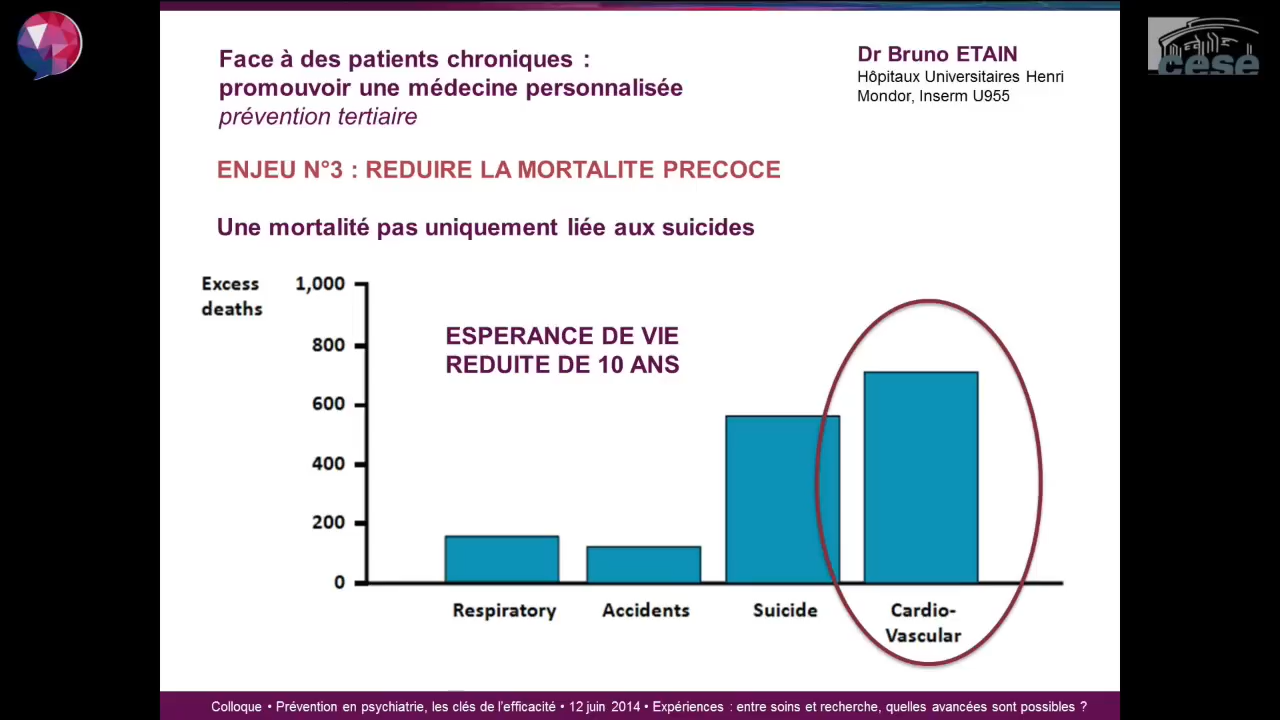 Face à des patients chroniques :
promouvoir une médecine personnalisée
prévention tertiaire
Dr Bruno ETAIN
Hôpitaux Universitaires Henri
Mondor, Inserm U955
cese
ENJEU N°3 : REDUIRE LA MORTALITE PRECOCE
Une mortalité pas uniquement liée aux suicides
Excess
deaths
1,000
800
600
400
200
0
ESPERANCE DE VIE
REDUITE DE 10 ANS
Respiratory
Accidents
Suicide
Cardio-
Vascular
Colloque • Prévention en psychiatrie, les clés de l'efficacité • 12 juin 2014 • Expériences : entre soins et recherche, quelles avancées sont possibles ?